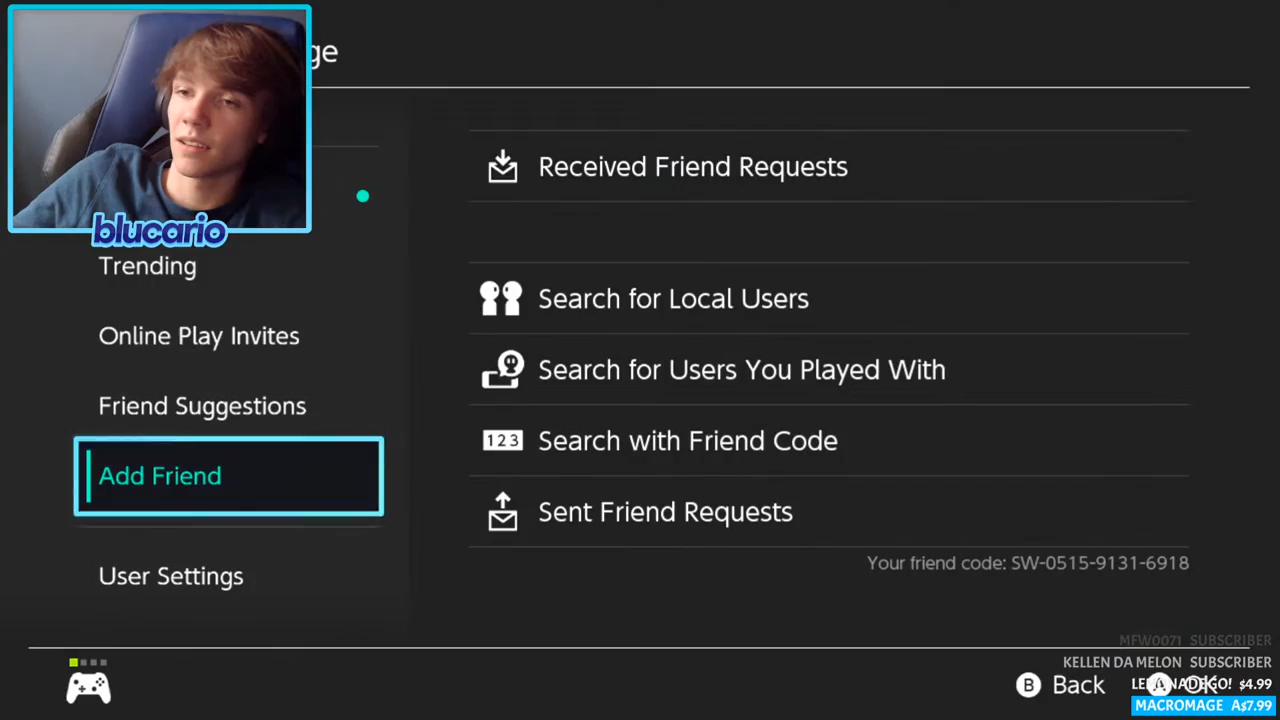 ge
blucario
Trending
Online Play Invites
Friend Suggestions
Add Friend
User Settings
Received Friend Requests
Search for Local Users
Search for Users You Played With
123 Search with Friend Code
Sent Friend Requests
Your friend code: SW-0515-9131-6918
MFW0071 SUBSCRIBER
KELLEN DA MELON SUBSCRIBER
$4.99
MACROMAGE A$7.99
B Back
A OK